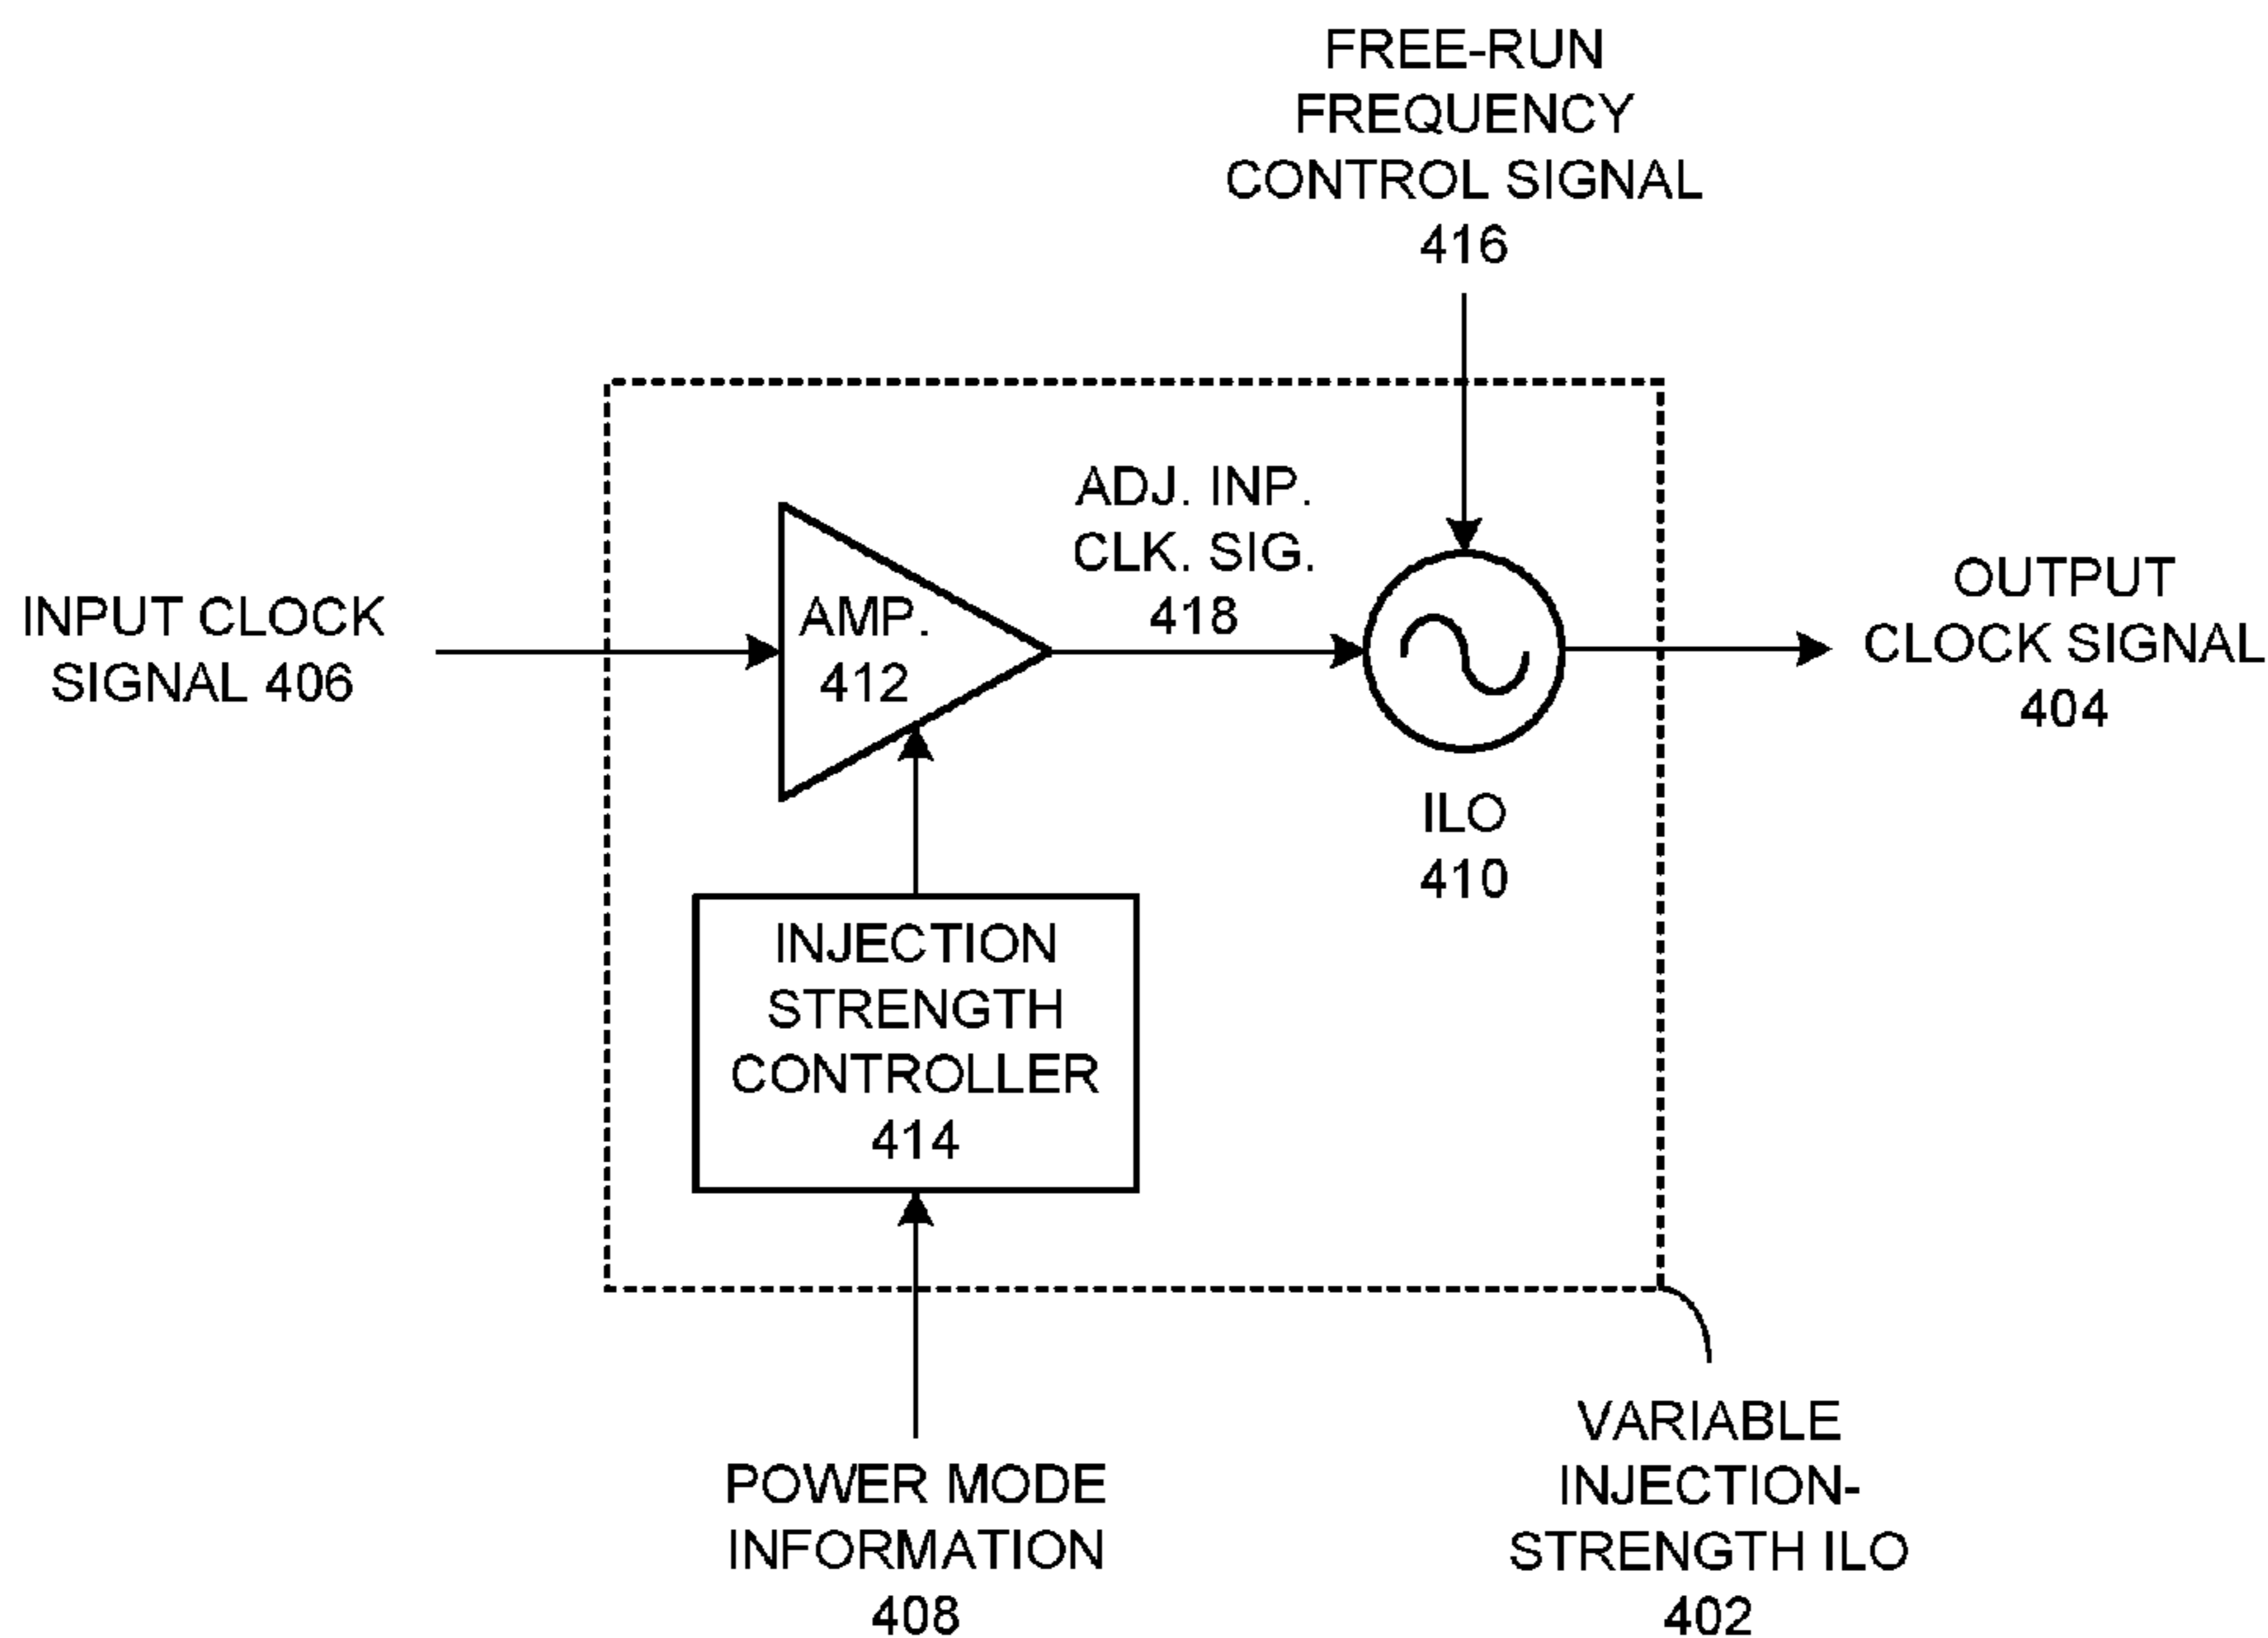 FREE-RUN
FREQUENCY
CONTROL SIGNAL
416
INPUT CLOCK
SIGNAL 406
AMP.
412
ADJ. INP.
CLK. SIG.
418
OUTPUT
CLOCK SIGNAL
404
ILO
410
INJECTION
STRENGTH
CONTROLLER
414
POWER MODE
INFORMATION
408
VARIABLE
INJECTION-
STRENGTH ILO
402